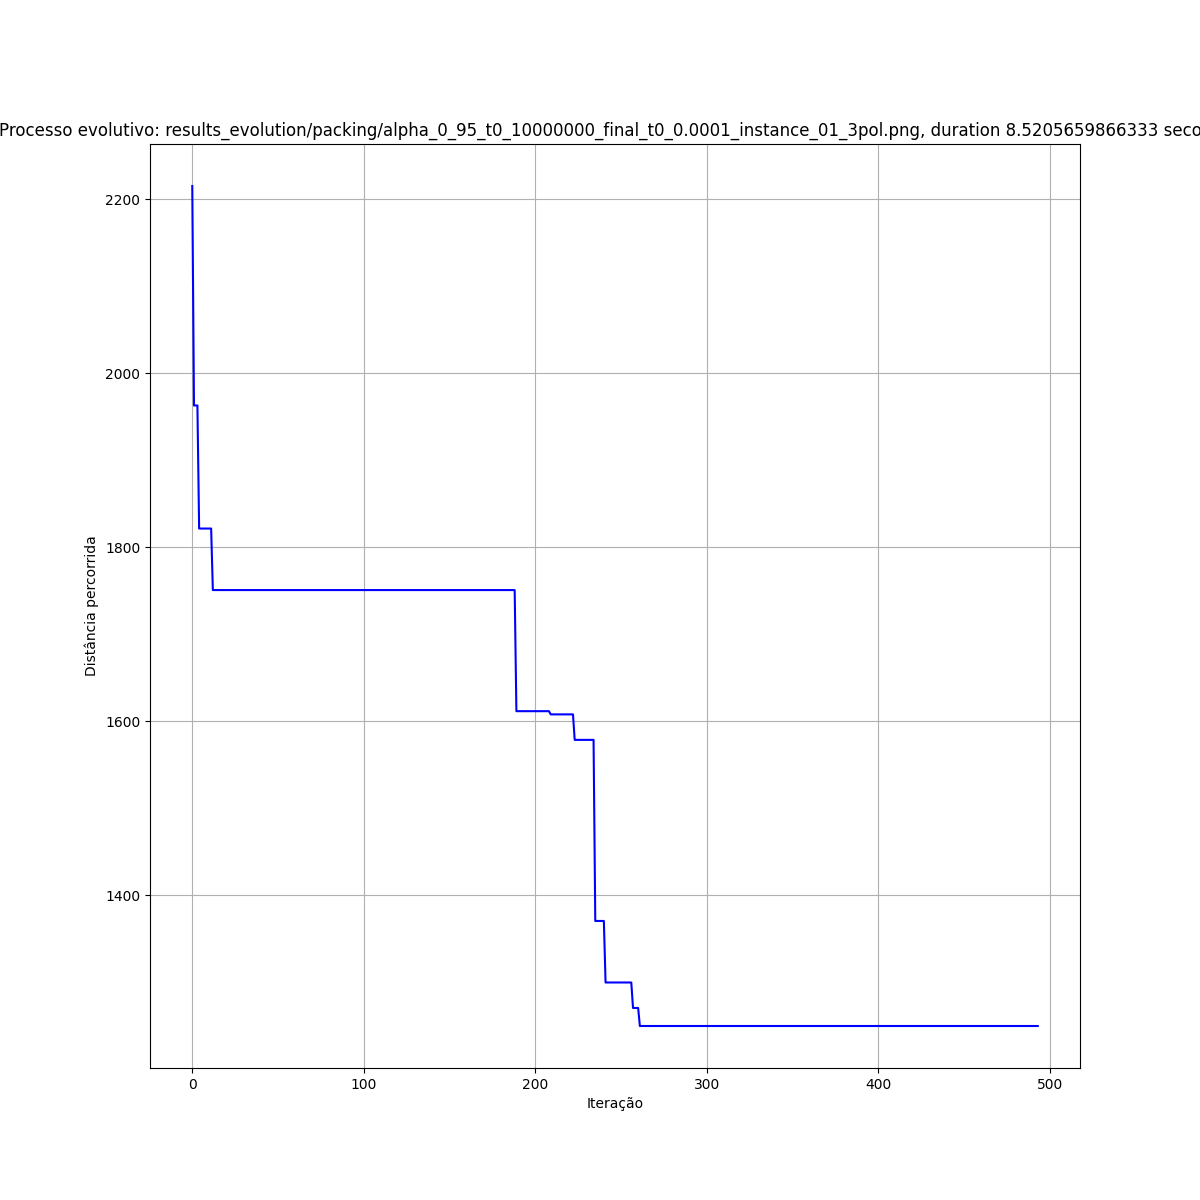 Processo evolutivo: results_evolution/packing/alpha_0_95_t0_10000000_final_t0_0.0001_instance_01_3pol.png, duration 8.5205659866333 seco
2200
2000
1800
1600
1400
Distância percorrida
0 100 200 300 400 500
Iteração